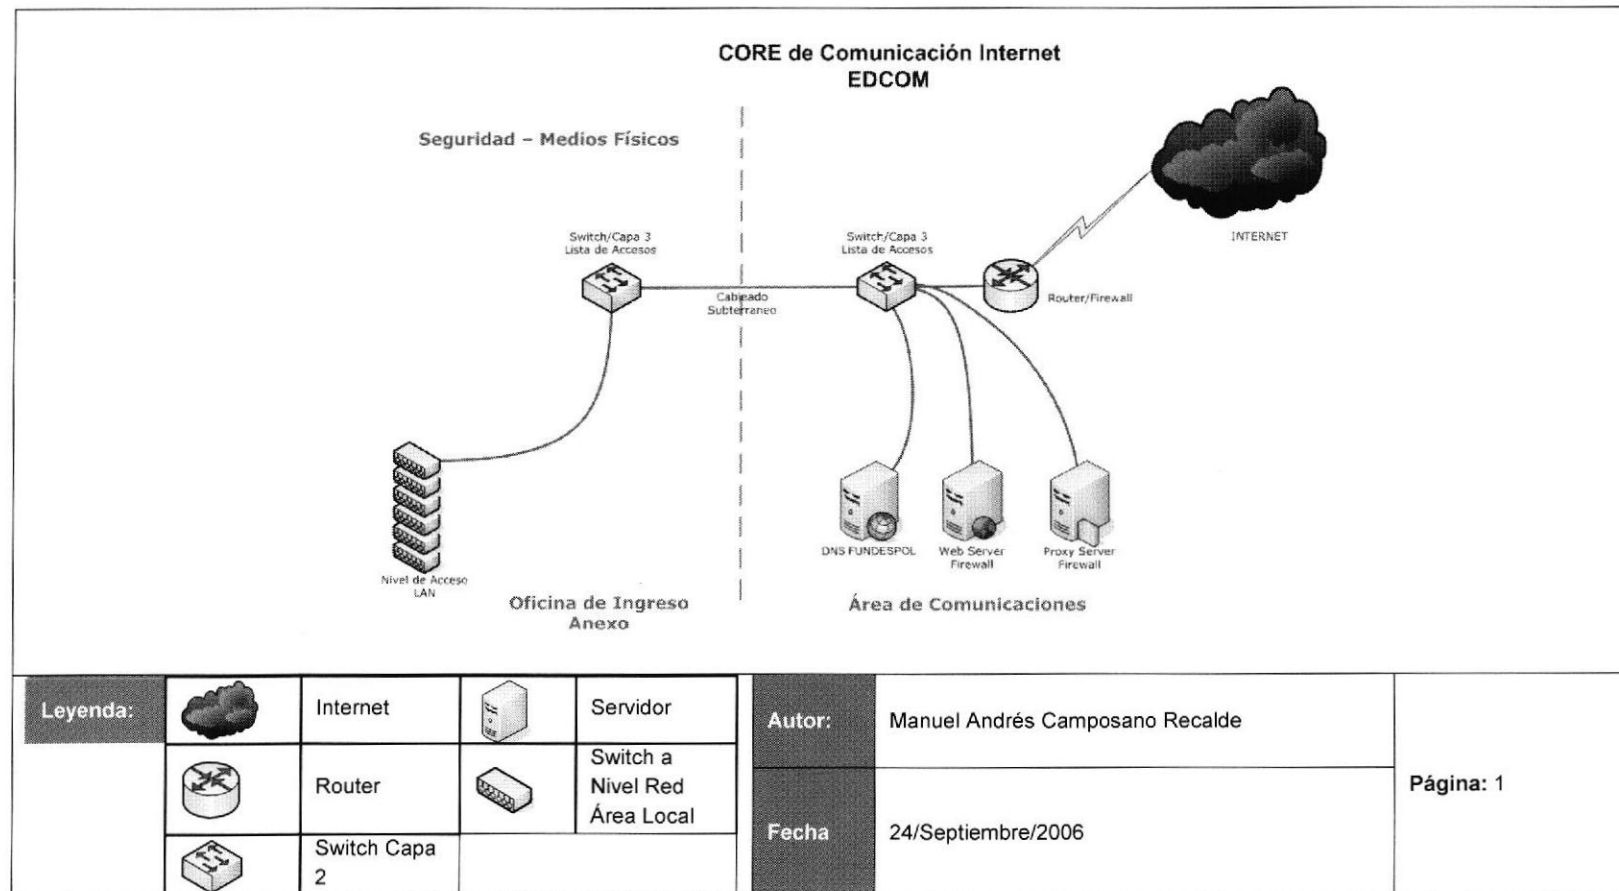 CORE de Comunicación Internet
EDCOM
Seguridad – Medios Físicos
Switch/Capa 3
Lista de Accesos
Switch/Capa 3
Lista de Accesos
INTERNET
Cableado
Subterraneo
Router/Firewall
DNS FUNDESPOL
Web Server
Firewall
Proxy Server
Firewall
Nivel de Acceso
LAN
Oficina de Ingreso
Anexo
Área de Comunicaciones
Leyenda:
Internet
Servidor
Autor:
Manuel Andrés Camposano Recalde
Router
Switch a
Nivel Red
Área Local
Página: 1
Fecha
24/Septiembre/2006
Switch Capa
2